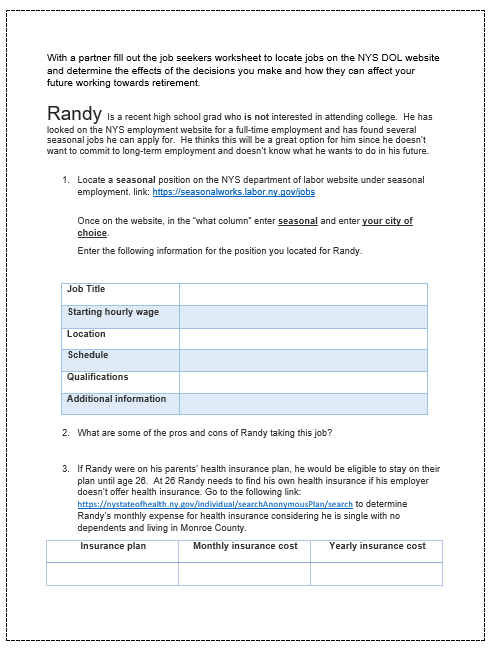 With a partner fill out the job seekers worksheet to locate jobs on the NYS DOL website
and determine the effects of the decisions you make and how they can affect your
future working towards retirement.
Randy Is a recent high school grad who is not interested in attending college. He has
looked on the NYS employment website for a full-time employment and has found several
seasonal jobs he can apply for. He thinks this will be a great option for him since he doesn't
want to commit to long-term employment and doesn't know what he wants to do in his future.
1. Locate a seasonal position on the NYS department of labor website under seasonal
employment. link: https://seasonalworks.labor.ny.gov/jobs
Once on the website, in the "what column" enter seasonal and enter your city of
choice.
Enter the following information for the position you located for Randy.
Job Title
Starting hourly wage
Location
Schedule
Qualifications
Additional information
2. What are some of the pros and cons of Randy taking this job?
3. If Randy were on his parents' health insurance plan, he would be eligible to stay on their
plan until age 26. At 26 Randy needs to find his own health insurance if his employer
doesn't offer health insurance. Go to the following link:
https://nystateofhealth.ny.gov/individual/searchAnonymousPlan/search to determine
Randy's monthly expense for health insurance considering he is single with no
dependents and living in Monroe County.
Insurance plan Monthly insurance cost Yearly insurance cost